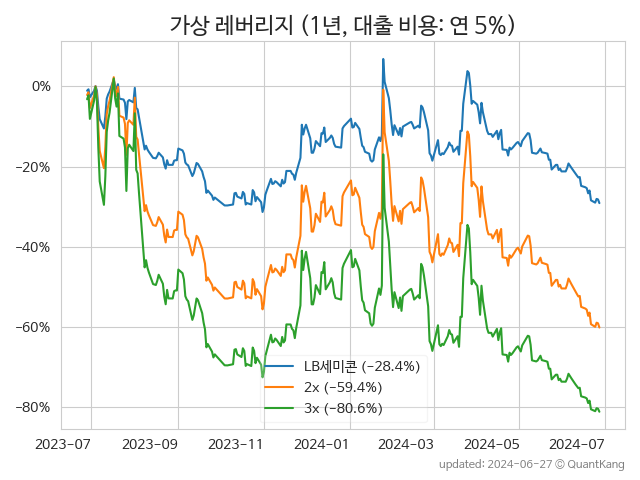 가상 레버리지 (1년, 대출 비용: 연 5%)
0%
−20%
−40%
−60%
−80%
LB세미콘 (−28.4%)
2x (−59.4%)
3x (−80.6%)
2023-07 2023-09 2023-11 2024-01 2024-03 2024-05 2024-07
updated: 2024-06-27 © QuantKang